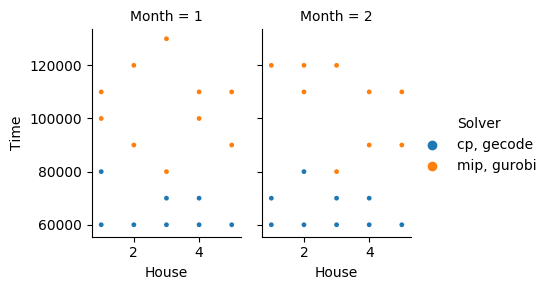 Month = 1
Month = 2
120000
100000
80000
60000
Time
2
4
2
4
House
House
Solver
cp, gecode
mip, gurobi